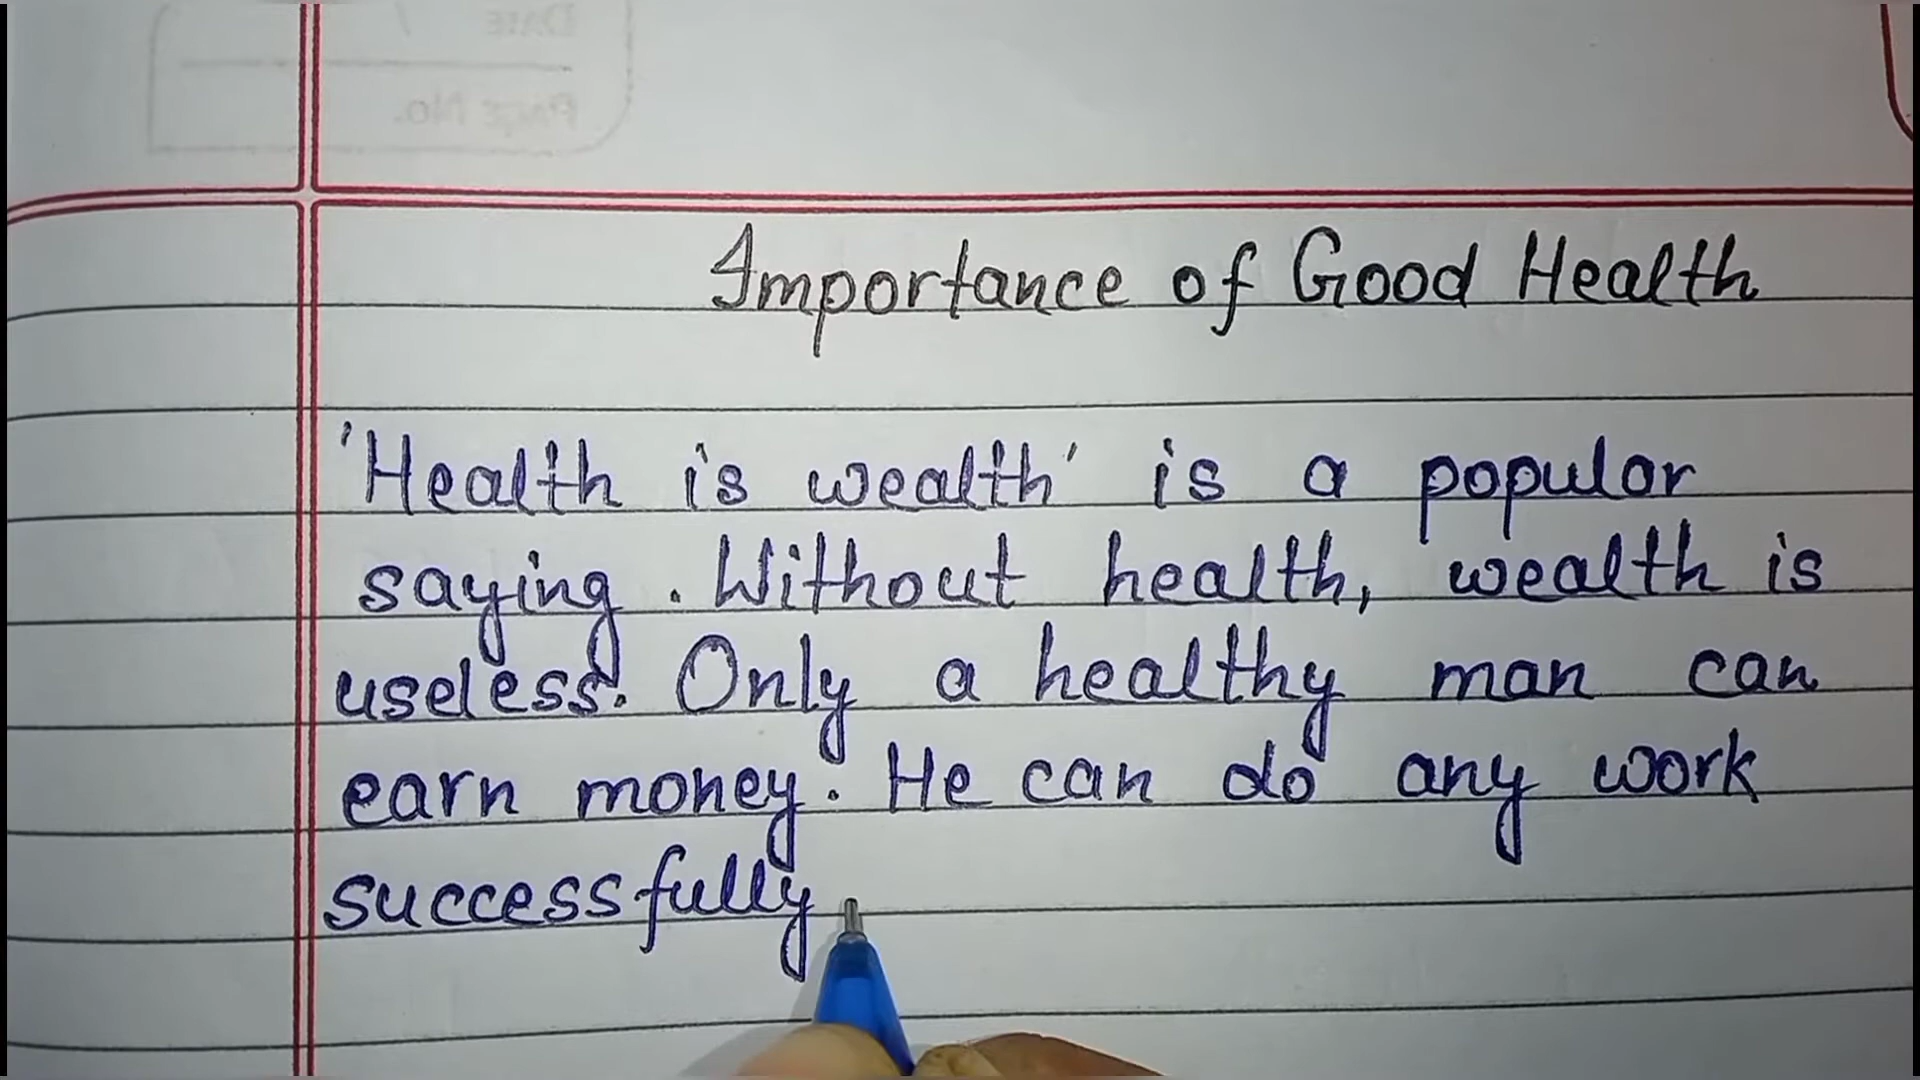 Importance of Good Health
'Health is wealth' is a popular
saying. Without health, wealth is
useless. Only a healthy man can
earn money. He can do any work
successfully